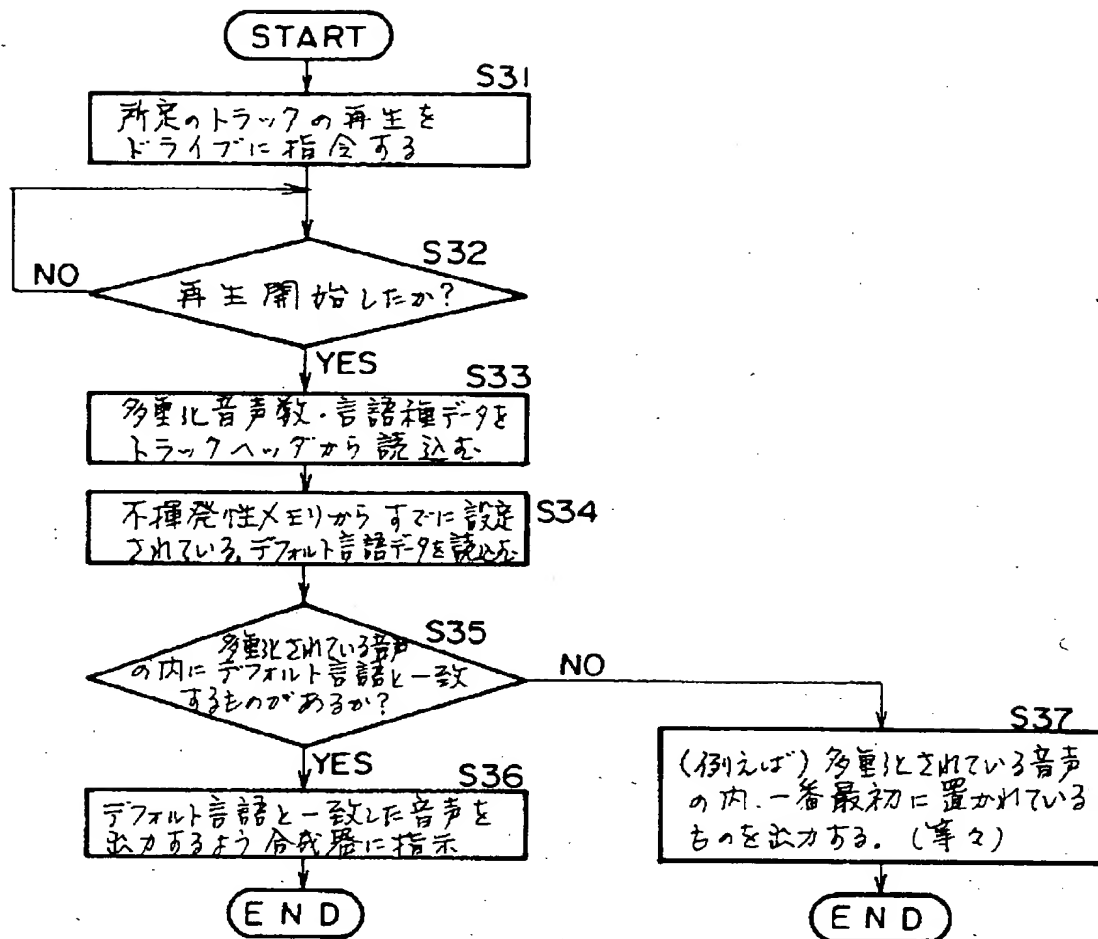 START
S31
所定のトラックの再生を
ドライブに指令する
S32
NO
再生開始したか?
YES
S33
多重化音声数・言語種データを
トラックヘッダから読込む
S34
不揮発性メモリからすでに設定
されている、デフォルト言語データを読込む
S35
多重化されている音声
の内にデフォルト言語と一致
するものがあるか?
NO
YES
S36
デフォルト言語と一致した音声を
出力するよう合成器に指示
END
S37
(例えば)多重化されている音声
の内、一番最初に置かれている
ものを出力する。(等々)
END